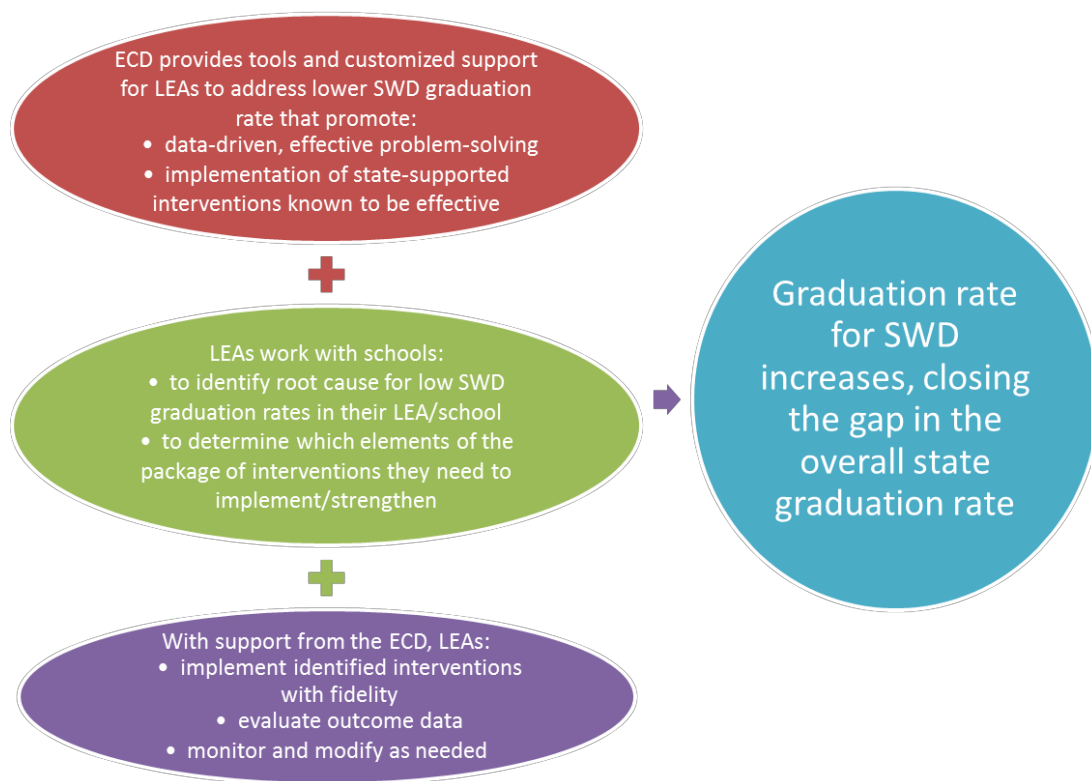 ECD provides tools and customized support
for LEAs to address lower SWD graduation
rate that promote:
• data-driven, effective problem-solving
• implementation of state-supported
interventions known to be effective
LEAs work with schools:
• to identify root cause for low SWD
graduation rates in their LEA/school
• to determine which elements of the
package of interventions they need to
implement/strengthen
With support from the ECD, LEAs:
• implement identified interventions
with fidelity
• evaluate outcome data
• monitor and modify as needed
Graduation rate
for SWD
increases, closing
the gap in the
overall state
graduation rate